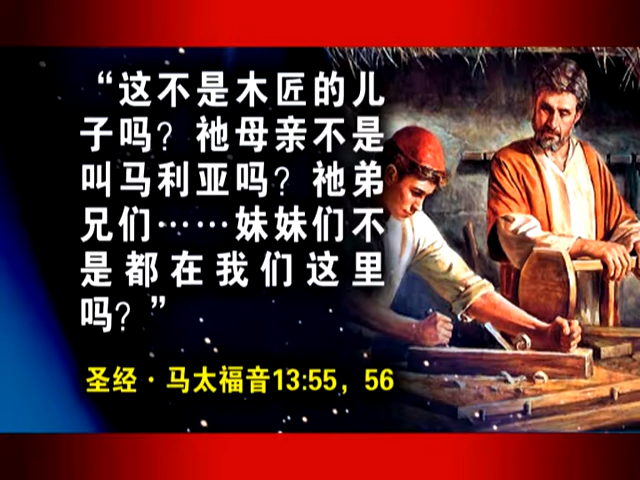 “这不是木匠的儿
子吗？祂母亲不是
叫马利亚吗？祂弟
兄们……妹妹们不
是都在我们这里
吗？”
圣经·马太福音13:55，56